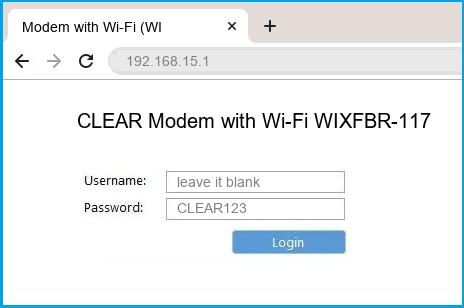 Modem with Wi-Fi (WI
192.168.15.1
CLEAR Modem with Wi-Fi WIXFBR-117
Username: leave it blank
Password: CLEAR123
Login